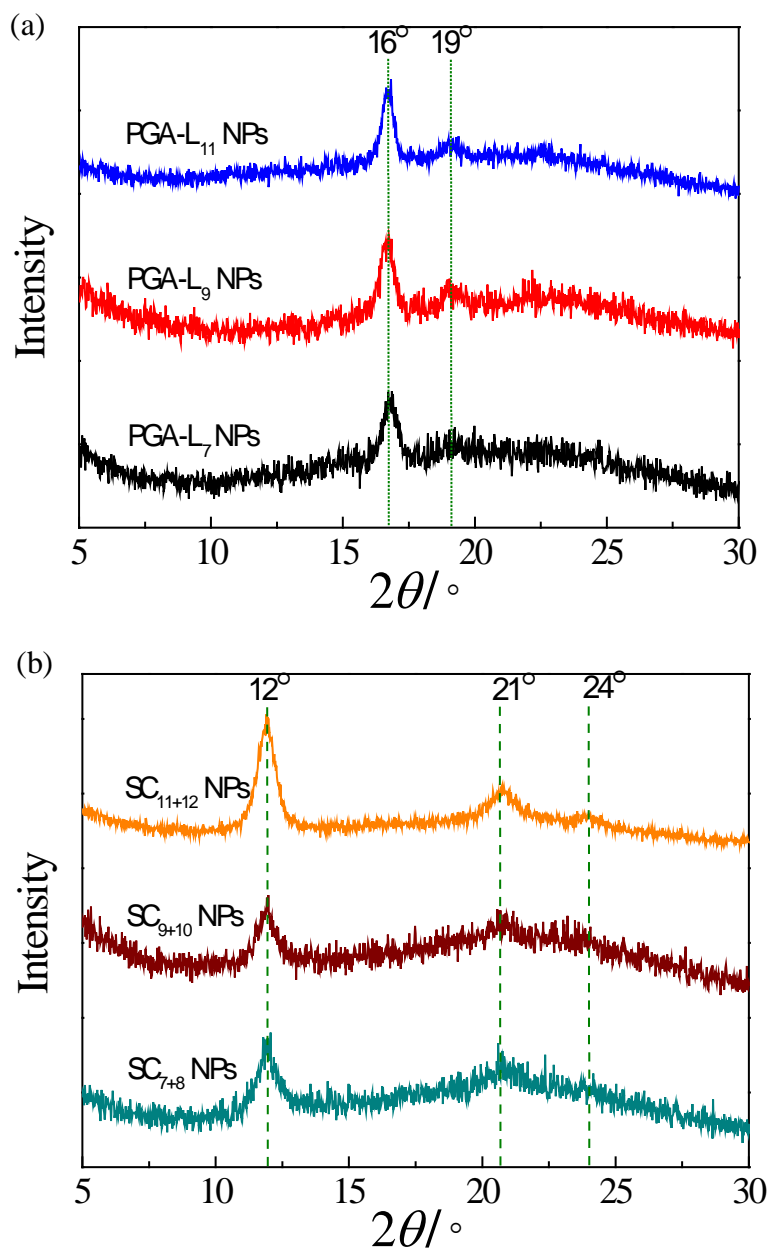 (a)
16° 19°
PGA-L₁₁ NPs
PGA-L₉ NPs
PGA-L₇ NPs
Intensity
5 10 15 20 25 30
2θ/°
(b)
12° 21° 24°
SC₁₁₊₁₂ NPs
SC₉₊₁₀ NPs
SC₇₊₈ NPs
Intensity
5 10 15 20 25 30
2θ/°